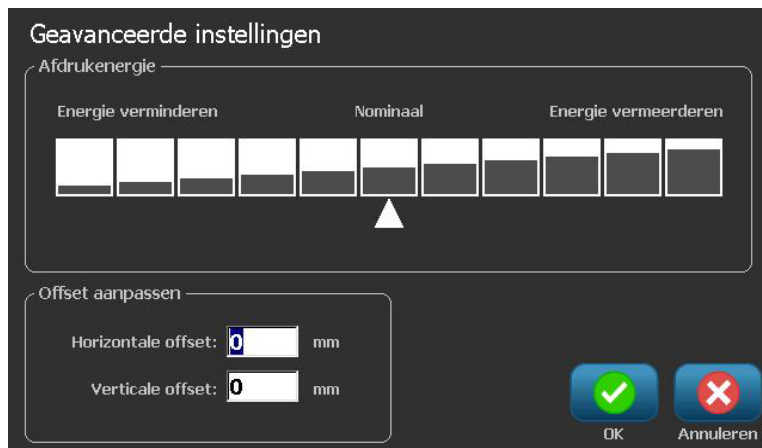 Geavanceerde instellingen
Afdrukenergie
Energie verminderen Nominaal Energie vermeerderen
Offset aanpassen
Horizontale offset: 0 mm
Verticale offset: 0 mm
OK Annuleren